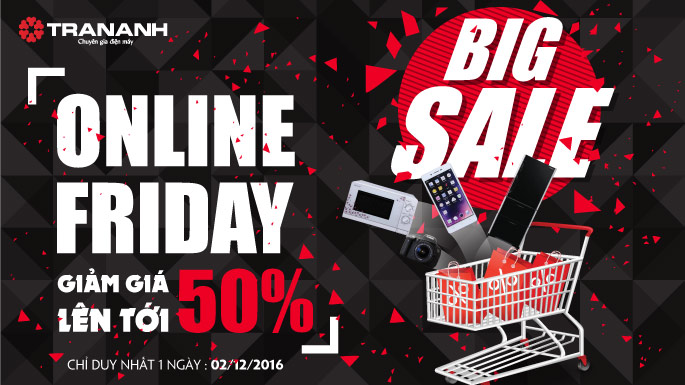 TRANANH
Chuyên gia điện máy
BIG
SALE
ONLINE
FRIDAY
GIẢM GIÁ
LÊN TỚI 50%
CHỈ DUY NHẤT 1 NGÀY : 02/12/2016